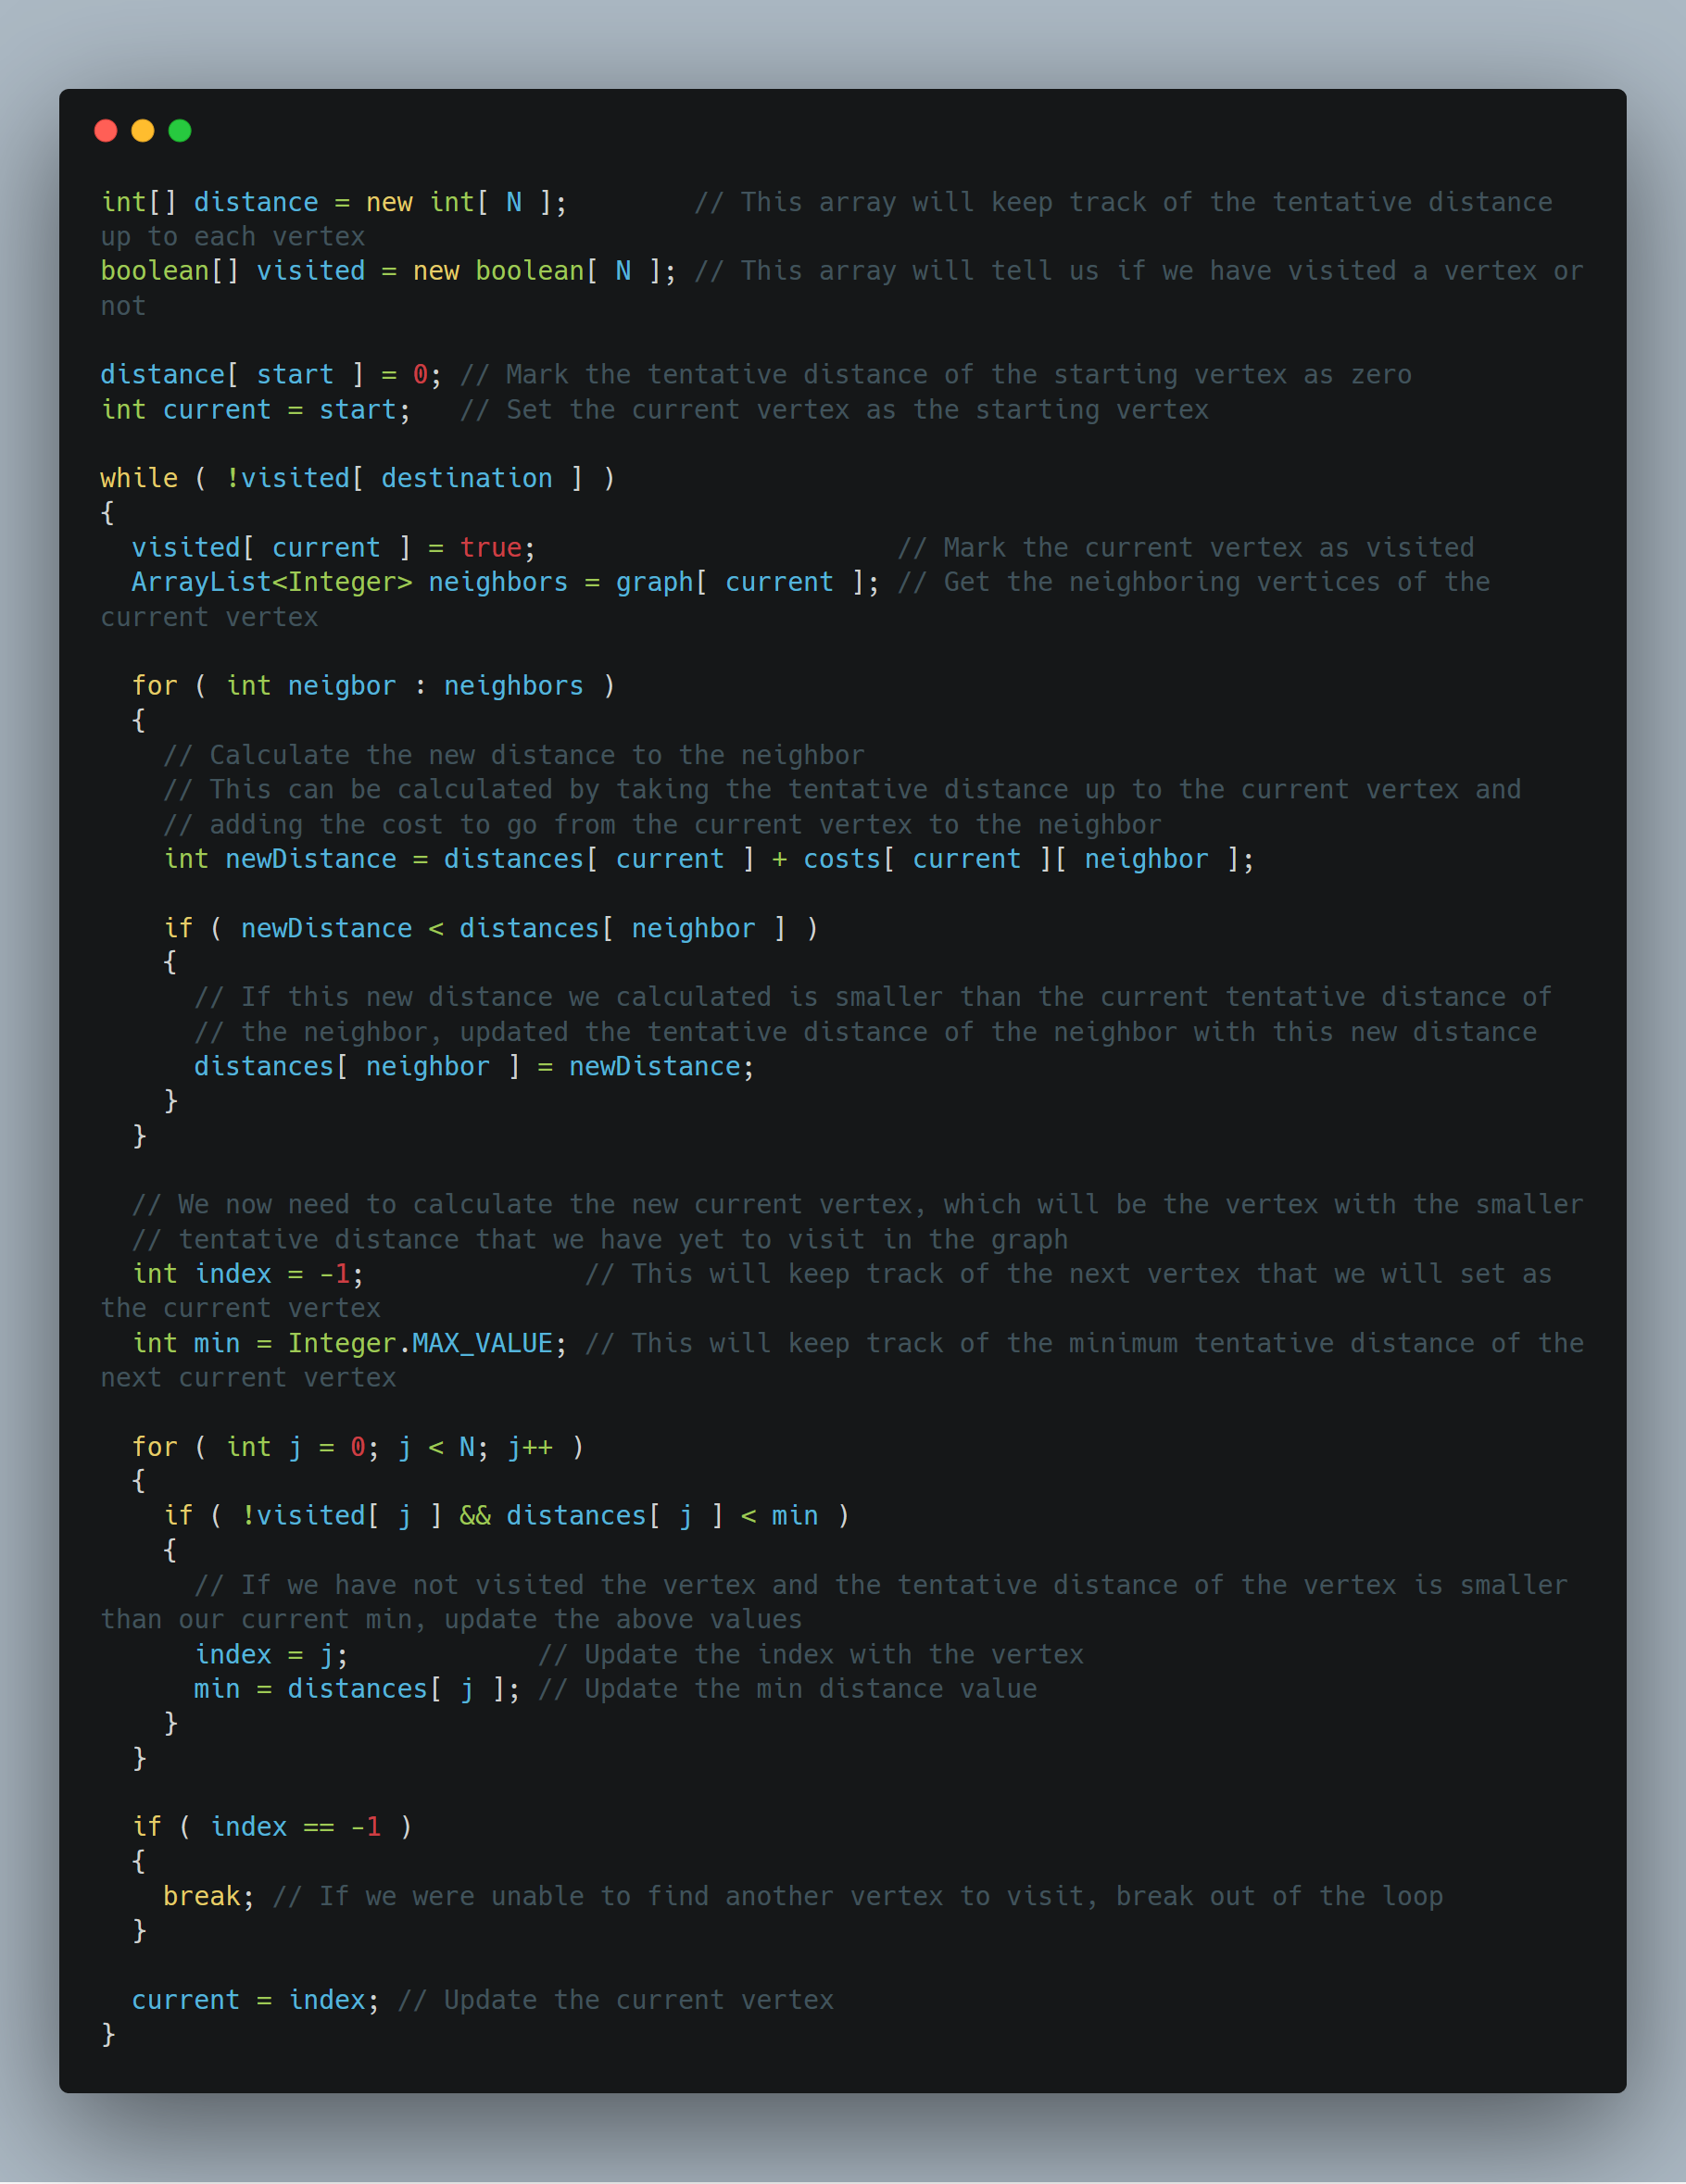 int[] distance = new int[ N ];        // This array will keep track of the tentative distance
up to each vertex
boolean[] visited = new boolean[ N ]; // This array will tell us if we have visited a vertex or
not

distance[ start ] = 0; // Mark the tentative distance of the starting vertex as zero
int current = start;   // Set the current vertex as the starting vertex

while ( !visited[ destination ] )
{
  visited[ current ] = true;                       // Mark the current vertex as visited
  ArrayList<Integer> neighbors = graph[ current ]; // Get the neighboring vertices of the
current vertex

  for ( int neigbor : neighbors )
  {
    // Calculate the new distance to the neighbor
    // This can be calculated by taking the tentative distance up to the current vertex and
    // adding the cost to go from the current vertex to the neighbor
    int newDistance = distances[ current ] + costs[ current ][ neighbor ];

    if ( newDistance < distances[ neighbor ] )
    {
      // If this new distance we calculated is smaller than the current tentative distance of
      // the neighbor, updated the tentative distance of the neighbor with this new distance
      distances[ neighbor ] = newDistance;
    }
  }

  // We now need to calculate the new current vertex, which will be the vertex with the smaller
  // tentative distance that we have yet to visit in the graph
  int index = -1;              // This will keep track of the next vertex that we will set as
the current vertex
  int min = Integer.MAX_VALUE; // This will keep track of the minimum tentative distance of the
next current vertex

  for ( int j = 0; j < N; j++ )
  {
    if ( !visited[ j ] && distances[ j ] < min )
    {
      // If we have not visited the vertex and the tentative distance of the vertex is smaller
than our current min, update the above values
      index = j;            // Update the index with the vertex
      min = distances[ j ]; // Update the min distance value
    }
  }

  if ( index == -1 )
  {
    break; // If we were unable to find another vertex to visit, break out of the loop
  }

  current = index; // Update the current vertex
}